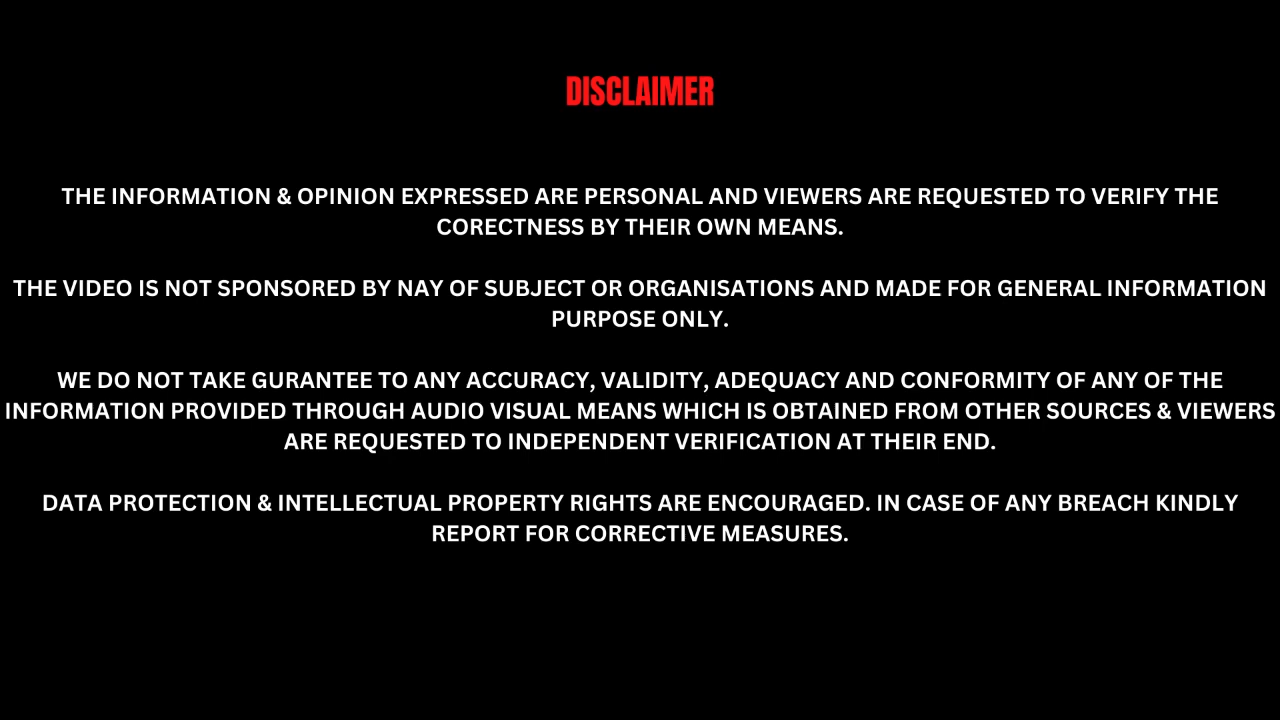 DISCLAIMER
THE INFORMATION & OPINION EXPRESSED ARE PERSONAL AND VIEWERS ARE REQUESTED TO VERIFY THE
CORECTNESS BY THEIR OWN MEANS.
THE VIDEO IS NOT SPONSORED BY NAY OF SUBJECT OR ORGANISATIONS AND MADE FOR GENERAL INFORMATION
PURPOSE ONLY.
WE DO NOT TAKE GURANTEE TO ANY ACCURACY, VALIDITY, ADEQUACY AND CONFORMITY OF ANY OF THE
INFORMATION PROVIDED THROUGH AUDIO VISUAL MEANS WHICH IS OBTAINED FROM OTHER SOURCES & VIEWERS
ARE REQUESTED TO INDEPENDENT VERIFICATION AT THEIR END.
DATA PROTECTION & INTELLECTUAL PROPERTY RIGHTS ARE ENCOURAGED. IN CASE OF ANY BREACH KINDLY
REPORT FOR CORRECTIVE MEASURES.